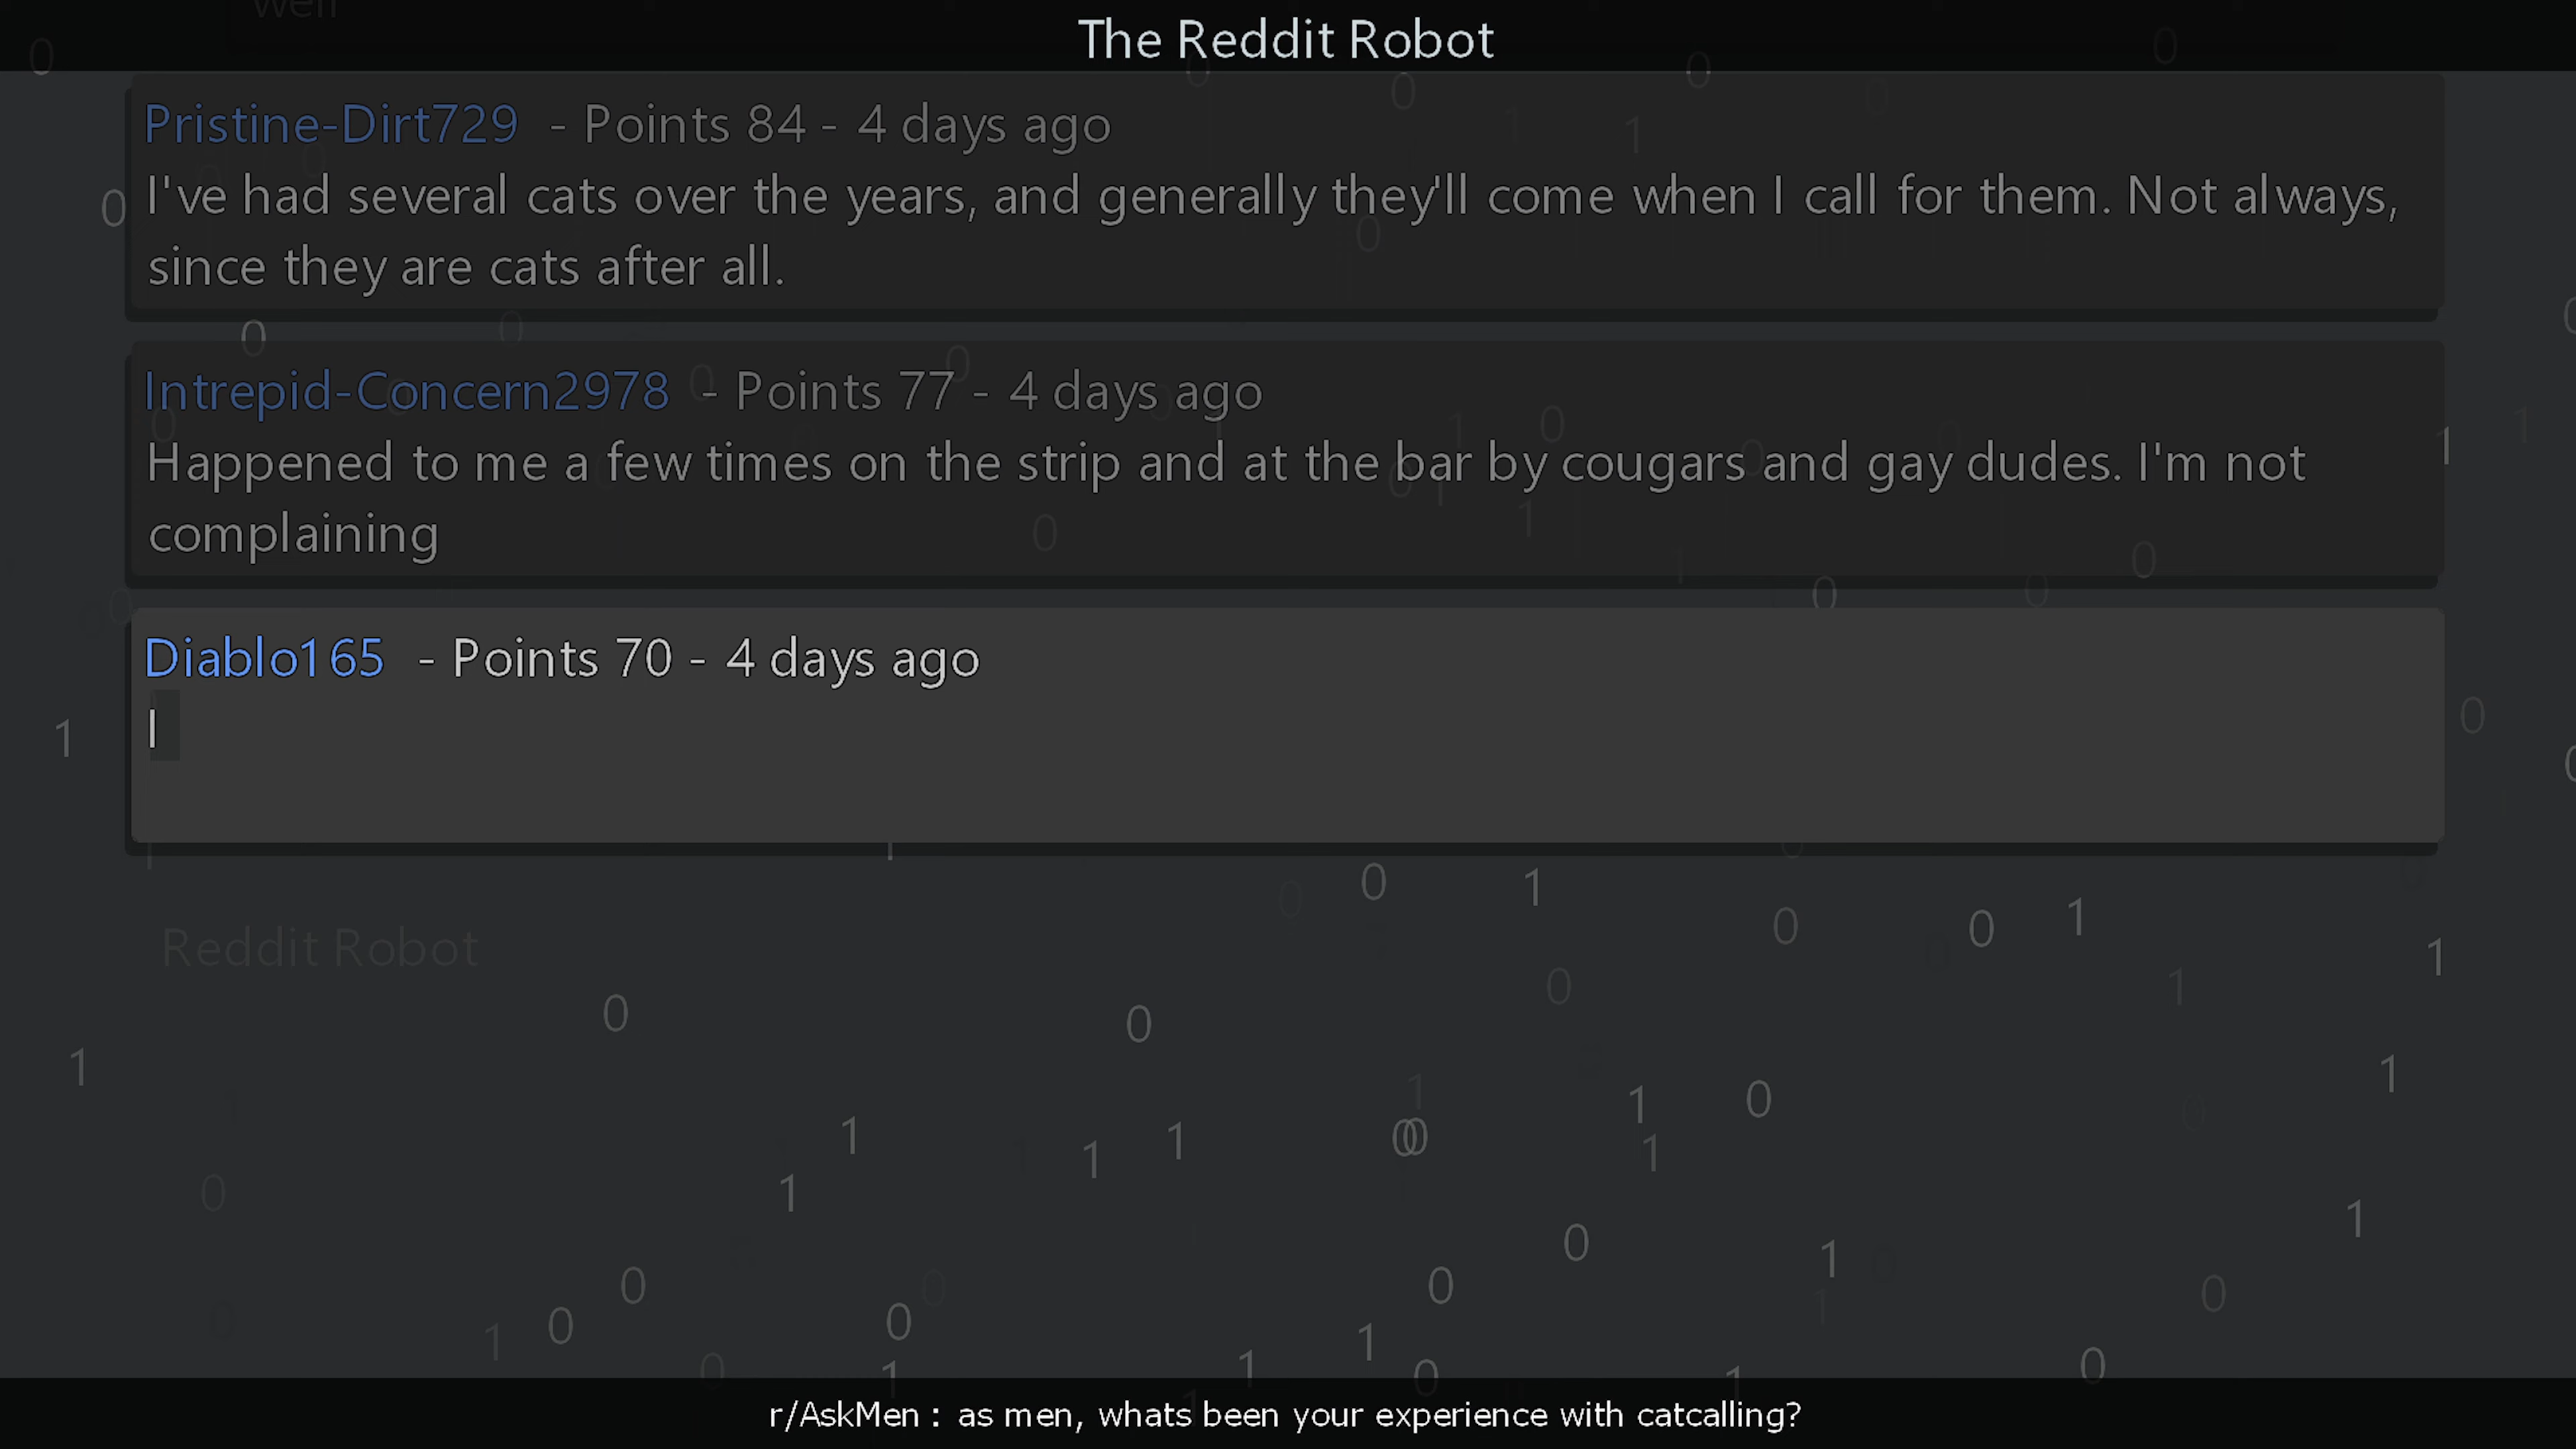 well
The Reddit Robot
Pristine-Dirt729 - Points 84 - 4 days ago
I've had several cats over the years, and generally they'll come when I call for them. Not always,
since they are cats after all.
Intrepid-Concern2978 - Points 77 - 4 days ago
Happened to me a few times on the strip and at the bar by cougars and gay dudes. I'm not
complaining
Diablo165 - Points 70 - 4 days ago
I
Reddit Robot
r/AskMen : as men, whats been your experience with catcalling?